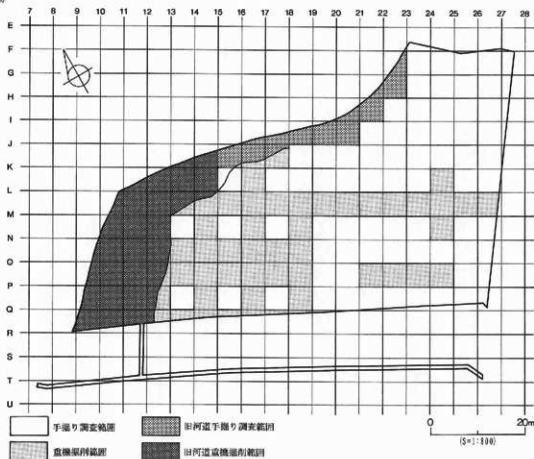 7 8 9 10 11 12 13 14 15 16 17 18 19 20 21 22 23 24 25 26 27 28
E
F
G
H
I
J
K
L
M
N
O
P
Q
R
S
T
U
手掘り調査範囲 旧河道手掘り調査範囲 0 20m
重機掘削範囲 旧河道重機掘削範囲 (S=1:800)